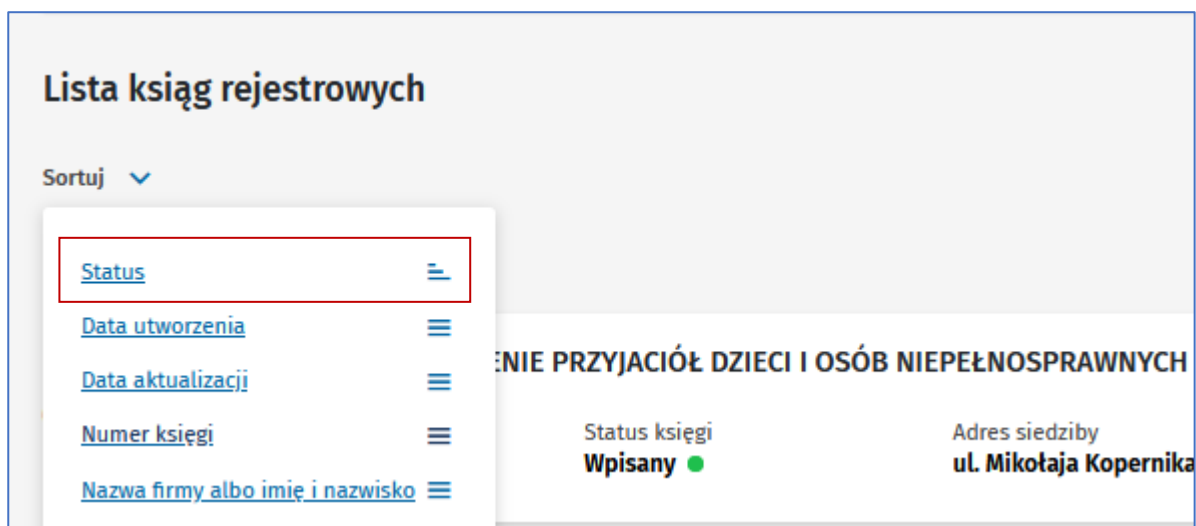 Lista ksiąg rejestrowych
Sortuj
Status
Data utworzenia
Data aktualizacji
Numer księgi
Nazwa firmy albo imię i nazwisko
PRZYJACIÓŁ DZIECI I OSÓB NIEPEŁNOSPRAWNYCH
Status księgi
Wpisany
Adres siedziby
ul. Mikołaja Kopernika